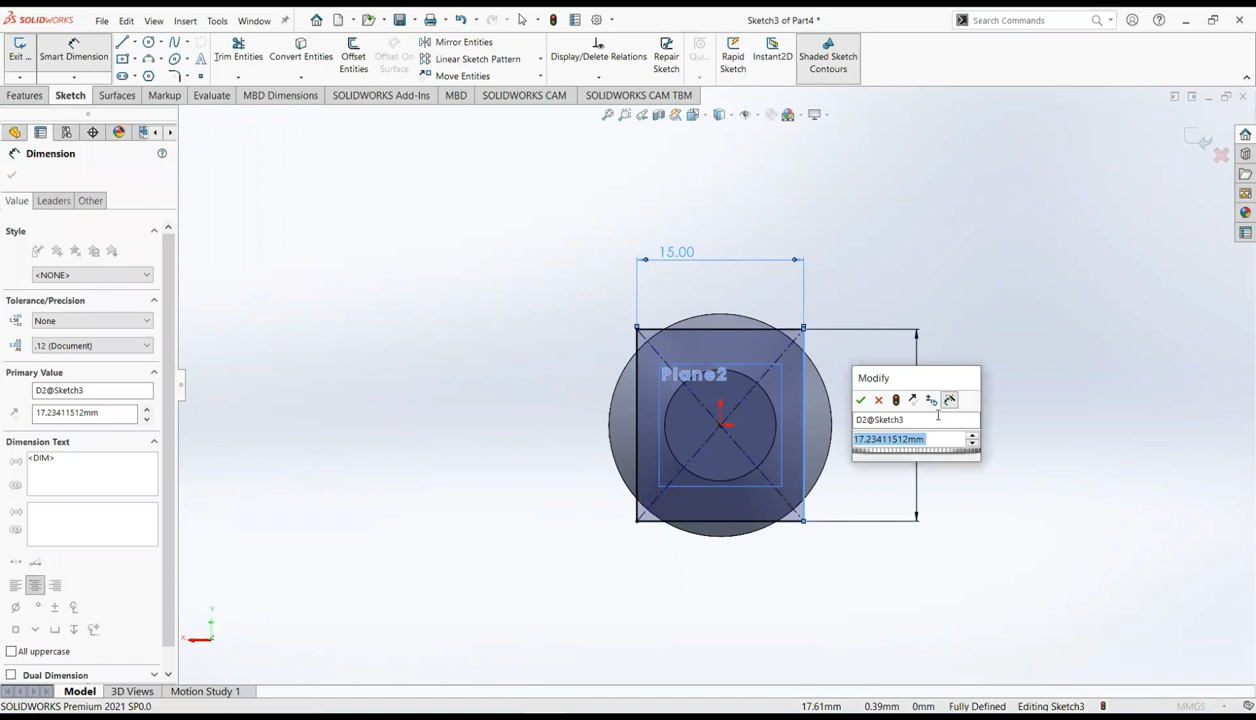 SOLIDWORKS
File Edit View Insert Tools Window
Sketch3 of Part4 *
Search Commands
Exit ...
Smart Dimension
Trim Entities
Convert Entities
Offset Entities
Offset On Surface
Mirror Entities
Linear Sketch Pattern
Move Entities
Display/Delete Relations
Repair Sketch
Qui...
Rapid Sketch
Instant2D
Shaded Sketch Contours
Features Sketch Surfaces Markup Evaluate MBD Dimensions SOLIDWORKS Add-Ins MBD SOLIDWORKS CAM SOLIDWORKS CAM TBM
Dimension
Value Leaders Other
Style
<NONE>
Tolerance/Precision
None
.12 (Document)
Primary Value
D2@Sketch3
17.23411512mm
Dimension Text
<DIM>
All uppercase
Dual Dimension
15.00
Plane2
Modify
D2@Sketch3
17.23411512mm
Y
X
Model 3D Views Motion Study 1
SOLIDWORKS Premium 2021 SP0.0
17.61mm 0.39mm 0mm Fully Defined Editing Sketch3 MMGS